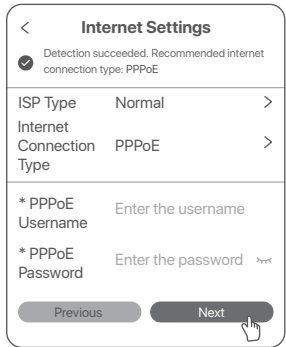 Internet Settings
Detection succeeded. Recommended internet
connection type: PPPoE
ISP Type Normal
Internet
Connection PPPoE
Type
* PPPoE
Username Enter the username
* PPPoE
Password Enter the password
Previous Next